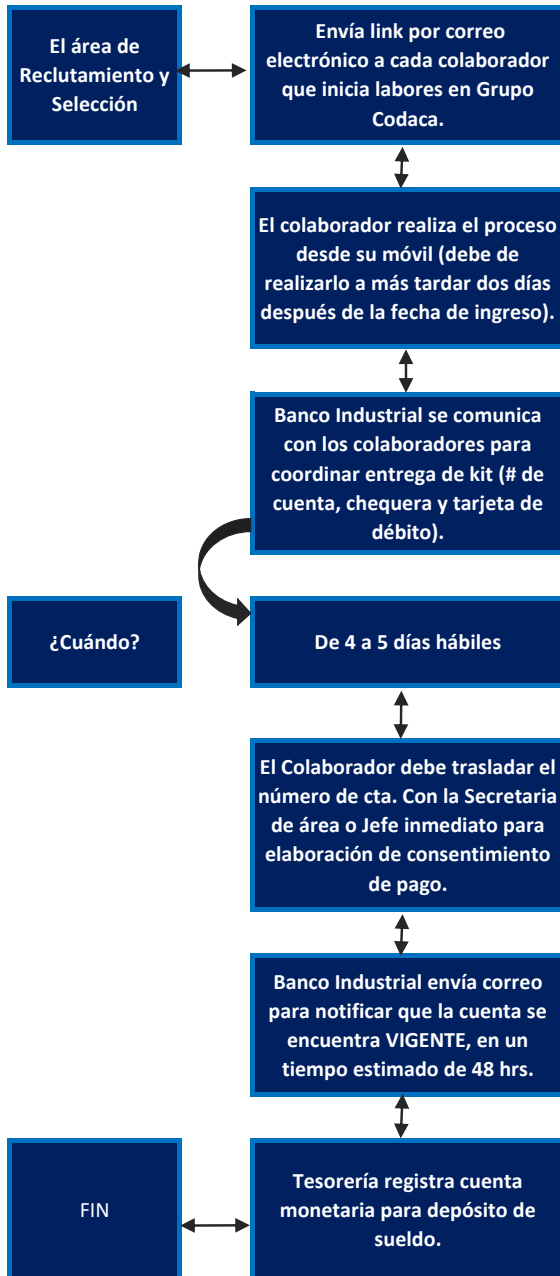 El área de
Reclutamiento y
Selección
Envía link por correo
electrónico a cada colaborador
que inicia labores en Grupo
Codaca.
El colaborador realiza el proceso
desde su móvil (debe de
realizarlo a más tardar dos días
después de la fecha de ingreso).
Banco Industrial se comunica
con los colaboradores para
coordinar entrega de kit (# de
cuenta, chequera y tarjeta de
débito).
¿Cuándo?
De 4 a 5 días hábiles
El Colaborador debe trasladar el
número de cta. Con la Secretaria
de área o Jefe inmediato para
elaboración de consentimiento
de pago.
Banco Industrial envía correo
para notificar que la cuenta se
encuentra VIGENTE, en un
tiempo estimado de 48 hrs.
Tesorería registra cuenta
monetaria para depósito de
sueldo.
FIN